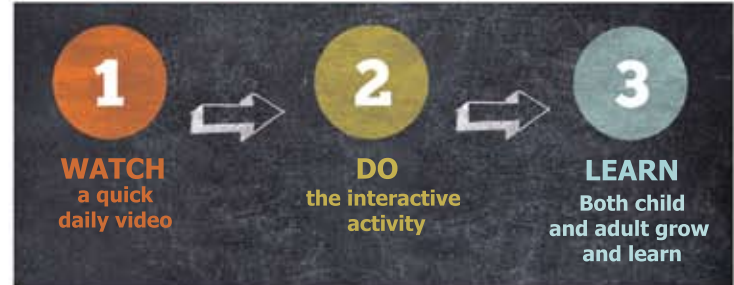 1
WATCH
a quick
daily video
2
DO
the interactive
activity
3
LEARN
Both child
and adult grow
and learn